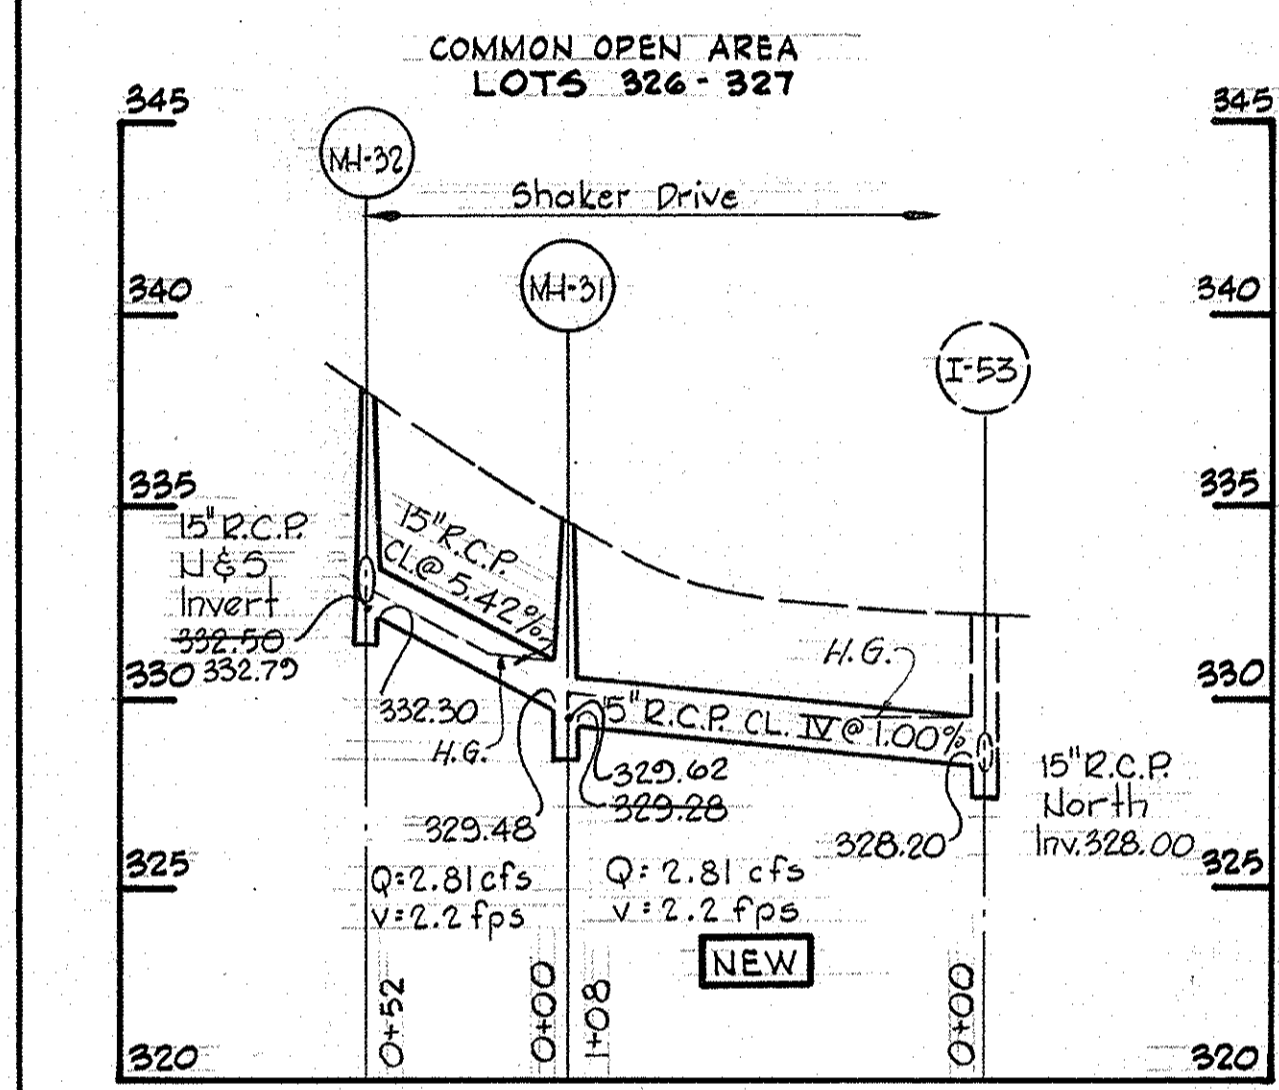 COMMON OPEN AREA
LOTS 326-327
345
345
MH-32
Shaker Drive
340
MH-31
340
I-53
335
335
15" R.C.P.
N & S
Invert
332.50
332.79
15" R.C.P.
CL @ 5.42%
330
330
H.G.
332.30
H.G.
15" R.C.P. CL. IV @ 1.00%
329.62
329.28
329.48
328.20
15" R.C.P.
North
Inv. 328.00
325
325
Q: 2.81 cfs
V: 2.2 fps
Q: 2.81 cfs
V: 2.2 fps
NEW
0+52
0+00
1+08
0+00
320
320